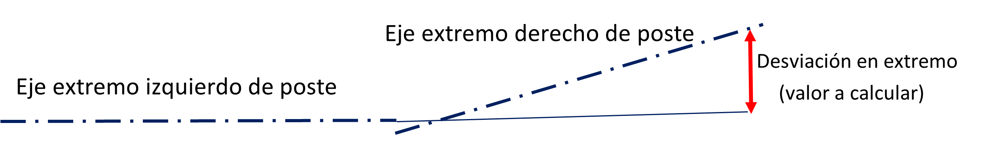 Eje extremo derecho de poste
Desviación en extremo
(valor a calcular)
Eje extremo izquierdo de poste